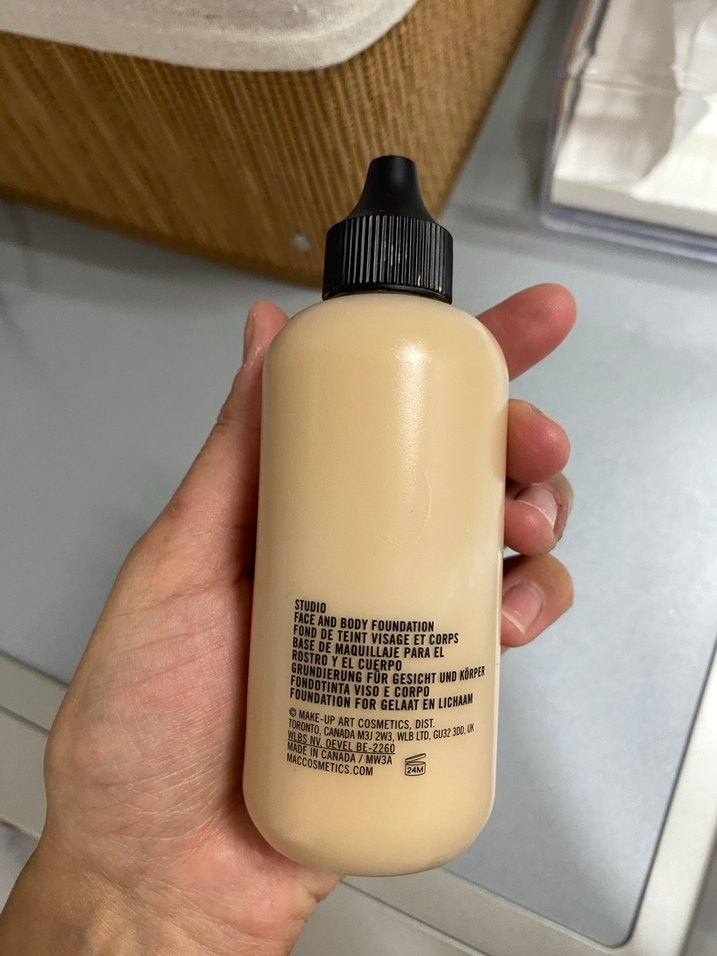 STUDIO
FACE AND BODY FOUNDATION
FOND DE TEINT VISAGE ET CORPS
BASE DE MAQUILLAJE PARA EL
ROSTRO Y EL CUERPO
GRUNDIERUNG FÜR GESICHT UND KÖRPER
FONDOTINTA VISO E CORPO
FOUNDATION FOR GELAAT EN LICHAAM
© MAKE-UP ART COSMETICS, DIST.
TORONTO, CANADA M3J 2W3, WLB LTD, GU32 3DD, UK
WLBS NV, OEVEL BE-2260
MADE IN CANADA / MW3A
MACCOSMETICS.COM
24M